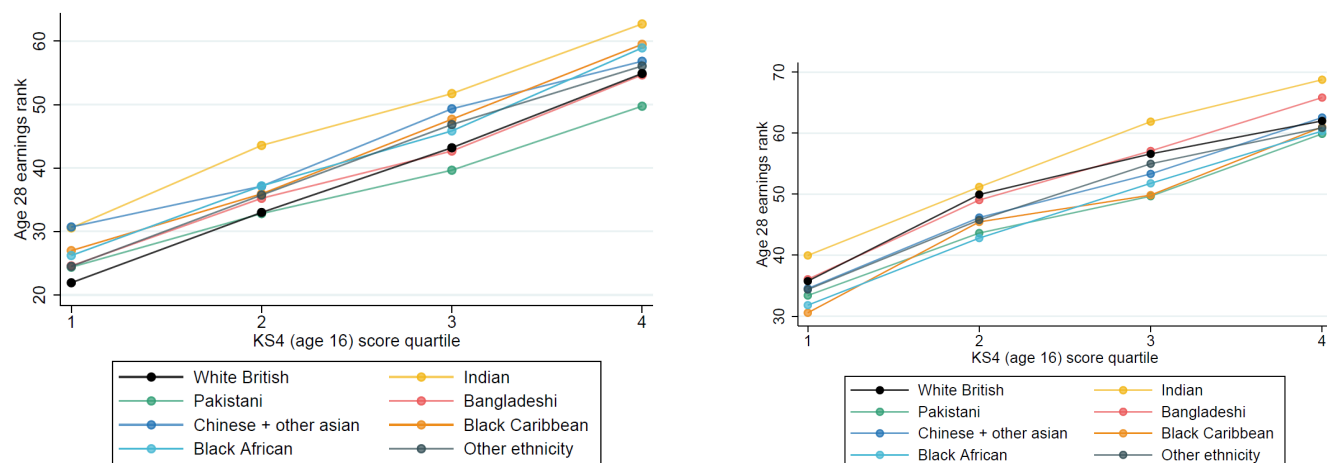 Age 28 earnings rank
60
50
40
30
20
1 2 3 4
KS4 (age 16) score quartile
White British Indian
Pakistani Bangladeshi
Chinese + other asian Black Caribbean
Black African Other ethnicity
Age 28 earnings rank
70
60
50
40
30
1 2 3 4
KS4 (age 16) score quartile
White British Indian
Pakistani Bangladeshi
Chinese + other asian Black Caribbean
Black African Other ethnicity